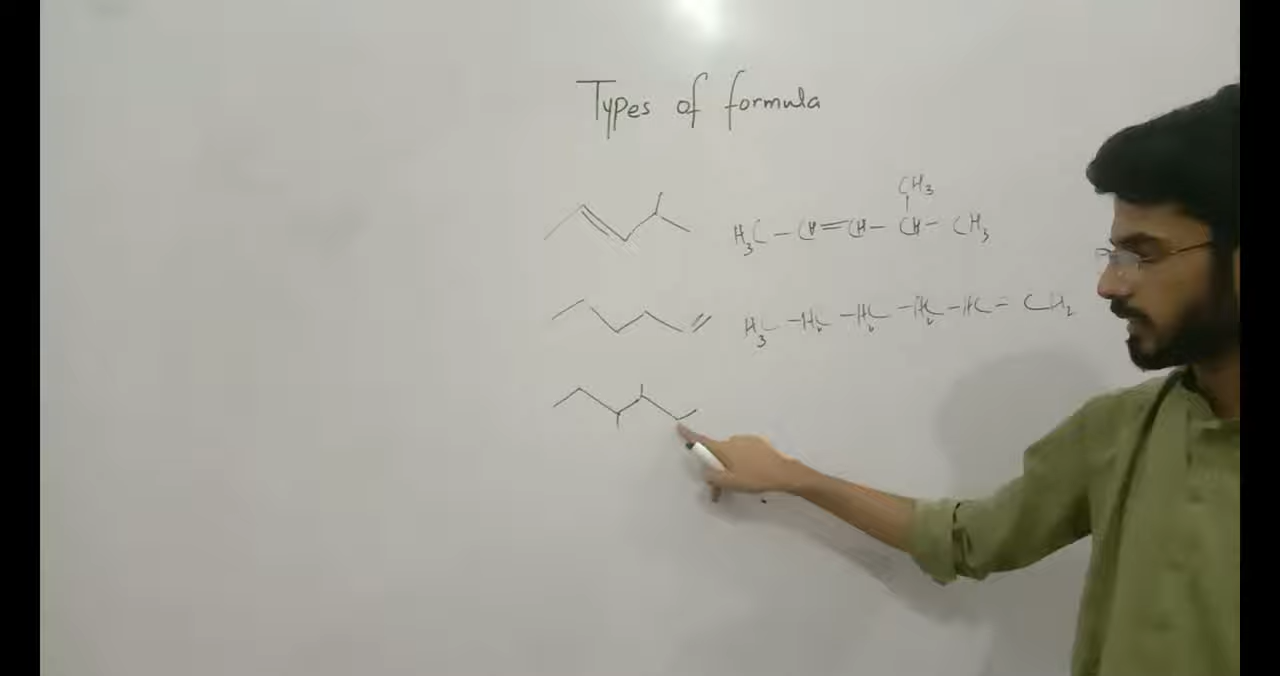 Types of formula
CH3
H3C - CH = CH - CH - CH3
H3C - H2C - H2C - H2C - HC = CH2